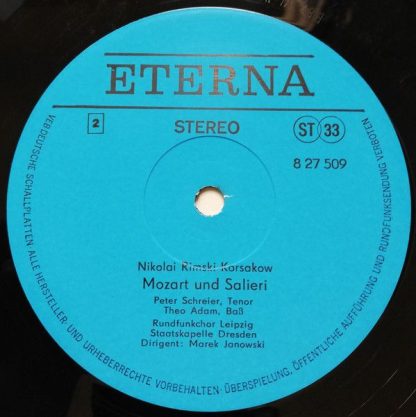 ETERNA
2
STEREO
ST 33
8 27 509
Nikolai Rimski Korsakow
Mozart und Salieri
Peter Schreier, Tenor
Theo Adam, Baß
Rundfunkchor Leipzig
Staatskapelle Dresden
Dirigent: Marek Janowski
VEB DEUTSCHE SCHALLPLATTEN ALLE HERSTELLER- UND URHEBERRECHTE VORBEHALTEN · ÜBERSPIELUNG, ÖFFENTLICHE AUFFÜHRUNG UND RUNDFUNKSENDUNG VERBOTEN